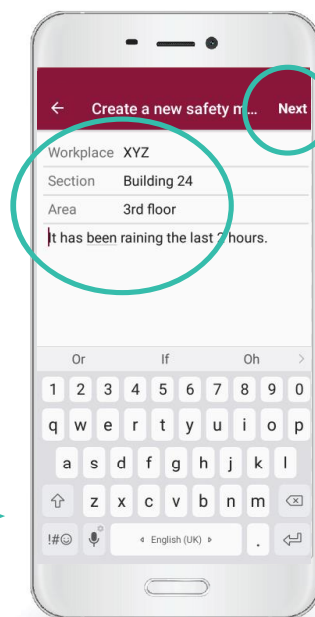 Create a new safety m... Next
Workplace XYZ
Section Building 24
Area 3rd floor
It has been raining the last 2 hours.
Or If Oh
1 2 3 4 5 6 7 8 9 0
q w e r t y u i o p
a s d f g h j k l
z x c v b n m
!#☺ English (UK) .